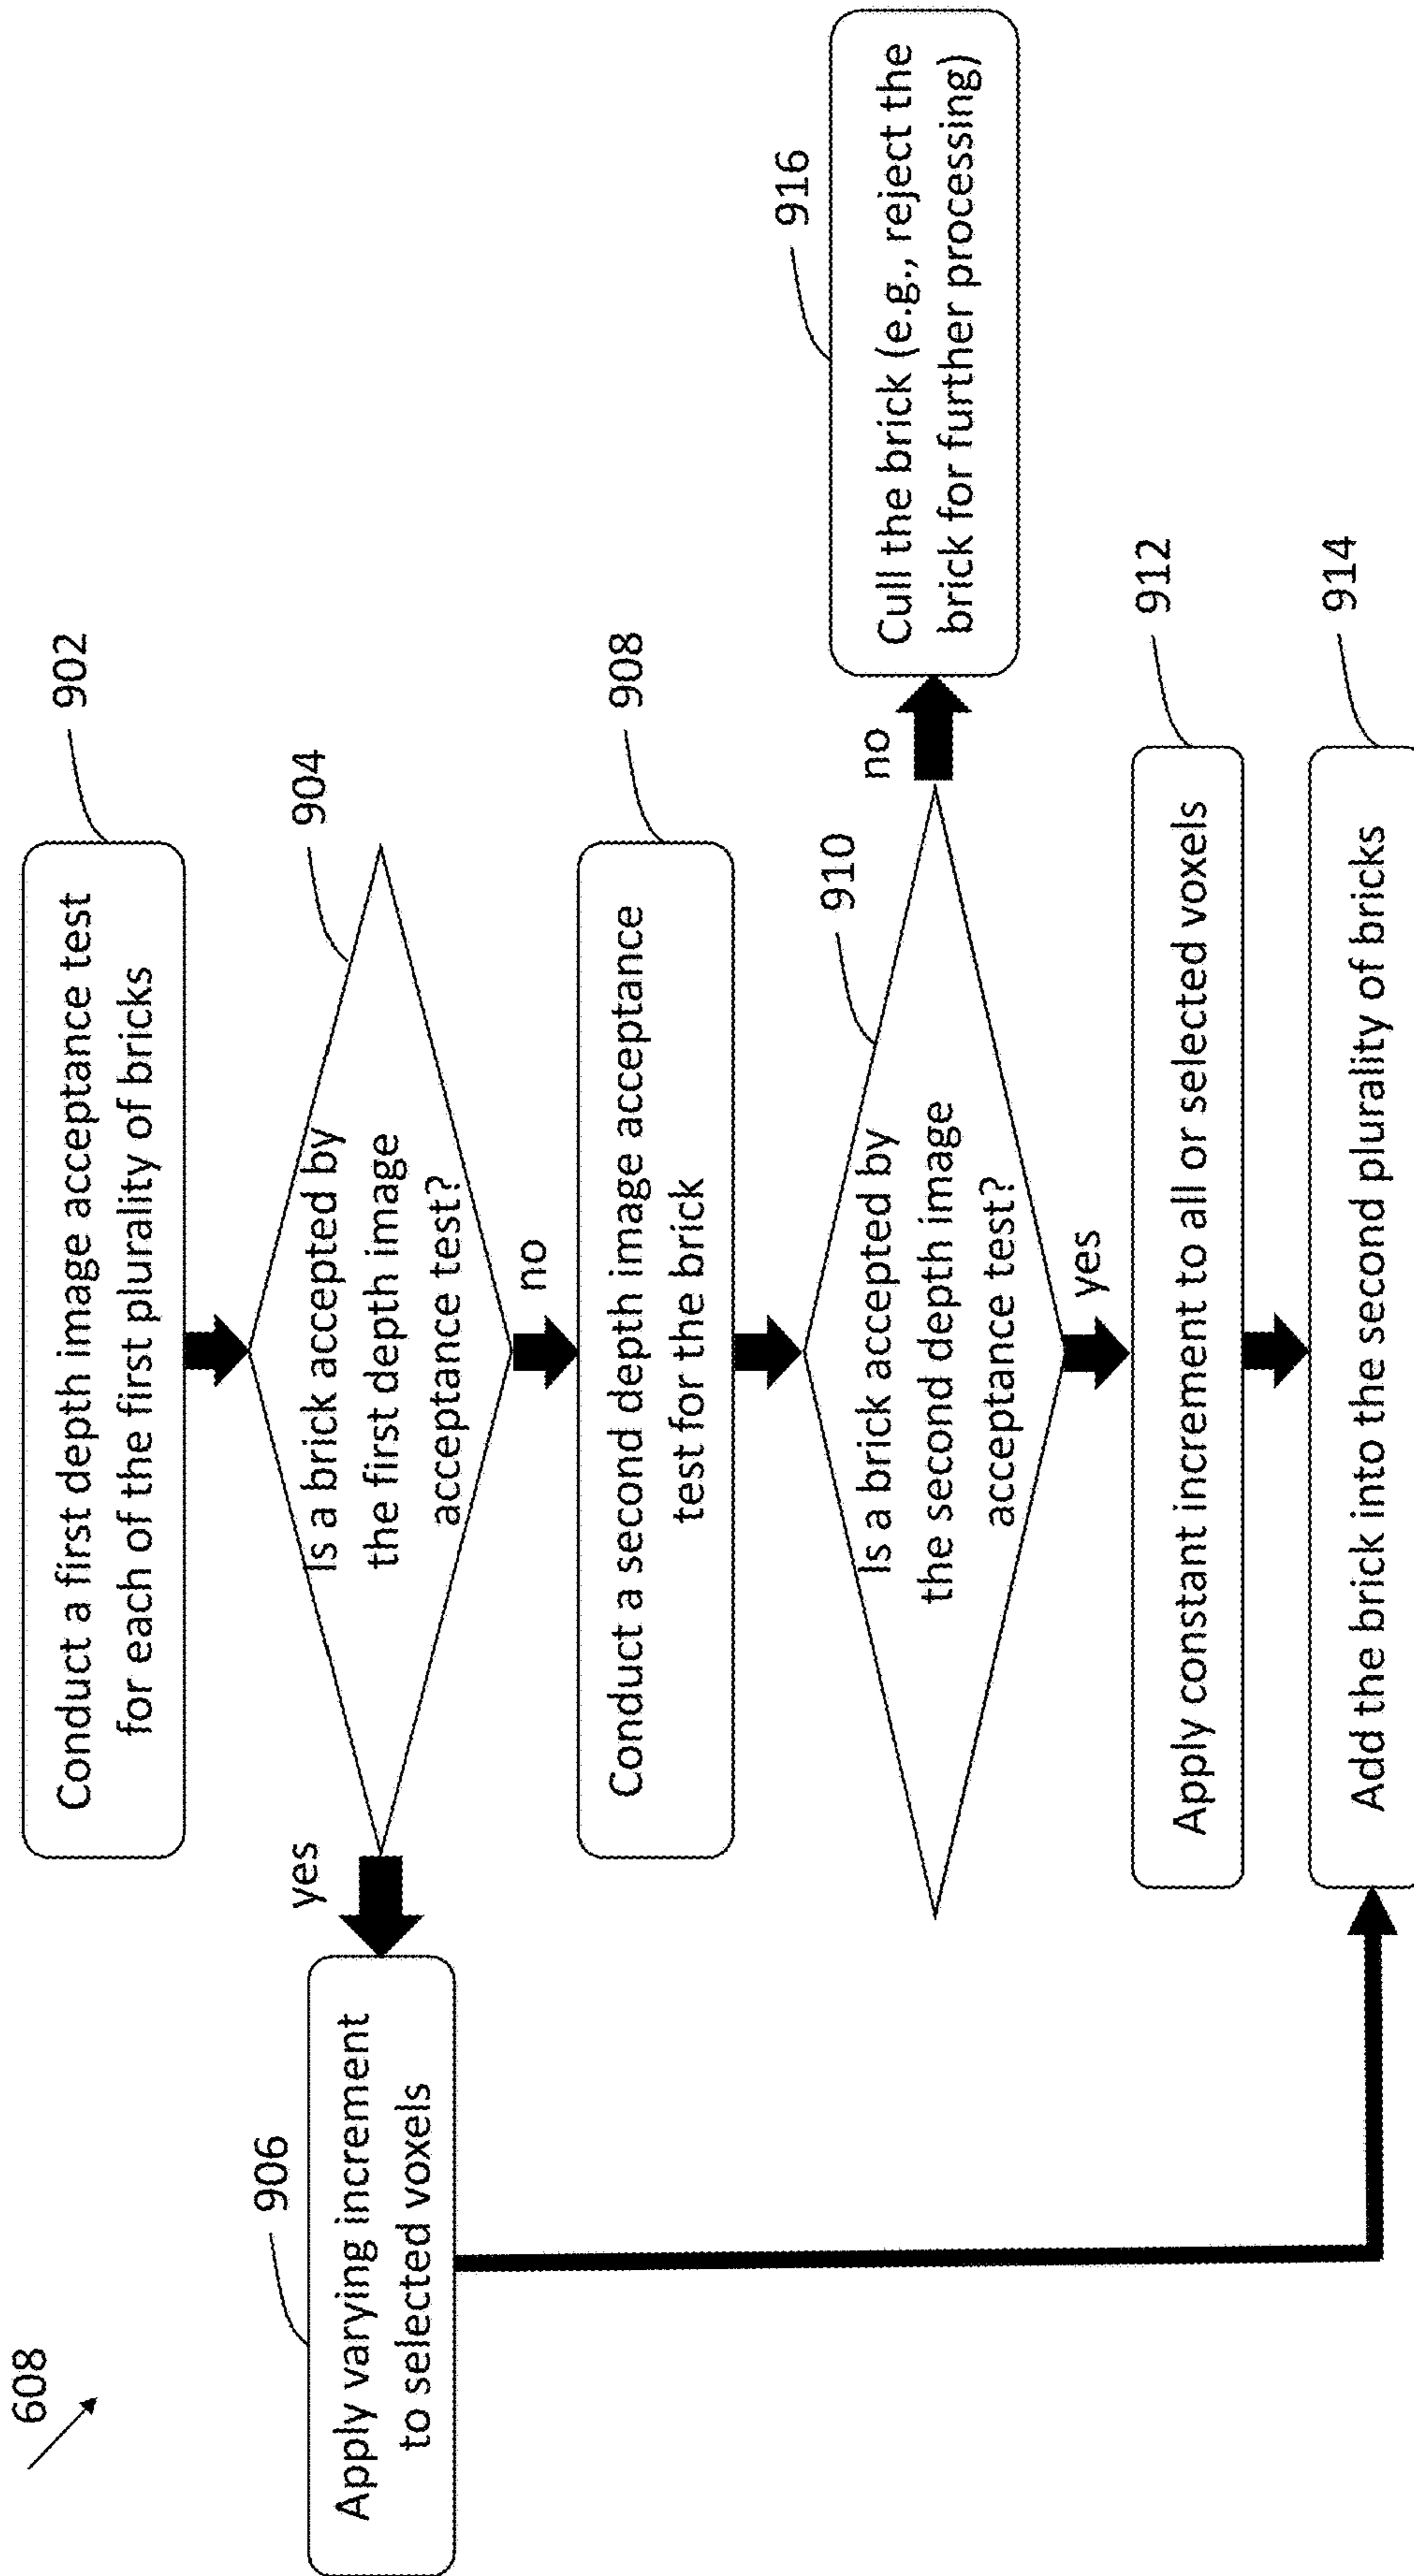 608
902
Conduct a first depth image acceptance test
for each of the first plurality of bricks
904
Is a brick accepted by
the first depth image
acceptance test?
yes
906
Apply varying increment
to selected voxels
no
908
Conduct a second depth image acceptance
test for the brick
910
Is a brick accepted by
the second depth image
acceptance test?
no
916
Cull the brick (e.g., reject the
brick for further processing)
yes
912
Apply constant increment to all or selected voxels
914
Add the brick into the second plurality of bricks